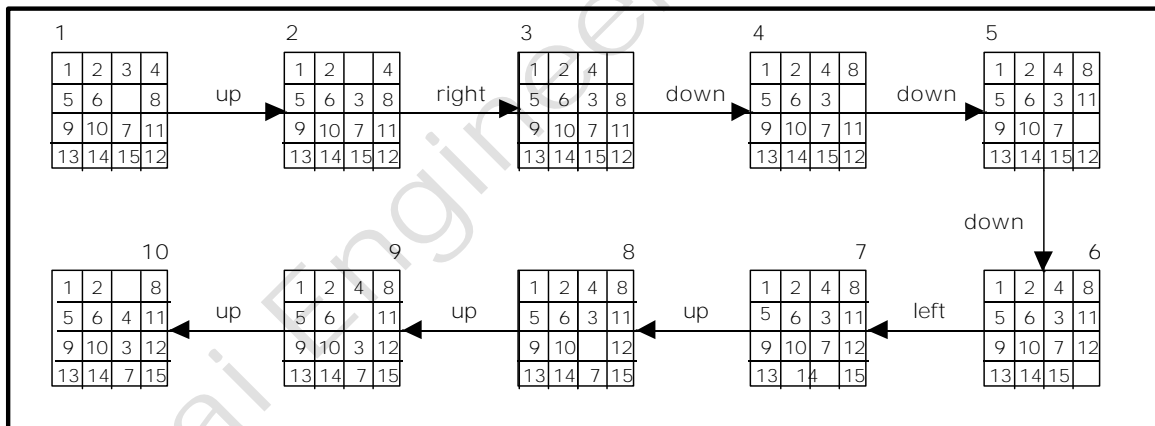 1 2 3 4 5
1 2 3 4 1 2 4 1 2 4 1 2 4 8 1 2 4 8
5 6 8 up 5 6 3 8 right 5 6 3 8 down 5 6 3 down 5 6 3 11
9 10 7 11 9 10 7 11 9 10 7 11 9 10 7 11 9 10 7
13 14 15 12 13 14 15 12 13 14 15 12 13 14 15 12 13 14 15 12
down
10 9 8 7 6
1 2 8 1 2 4 8 1 2 4 8 1 2 4 8 1 2 4 8
5 6 4 11 up 5 6 11 up 5 6 3 11 up 5 6 3 11 left 5 6 3 11
9 10 3 12 9 10 3 12 9 10 12 9 10 7 12 9 10 7 12
13 14 7 15 13 14 7 15 13 14 7 15 13 14 15 13 14 15
ai Engineer